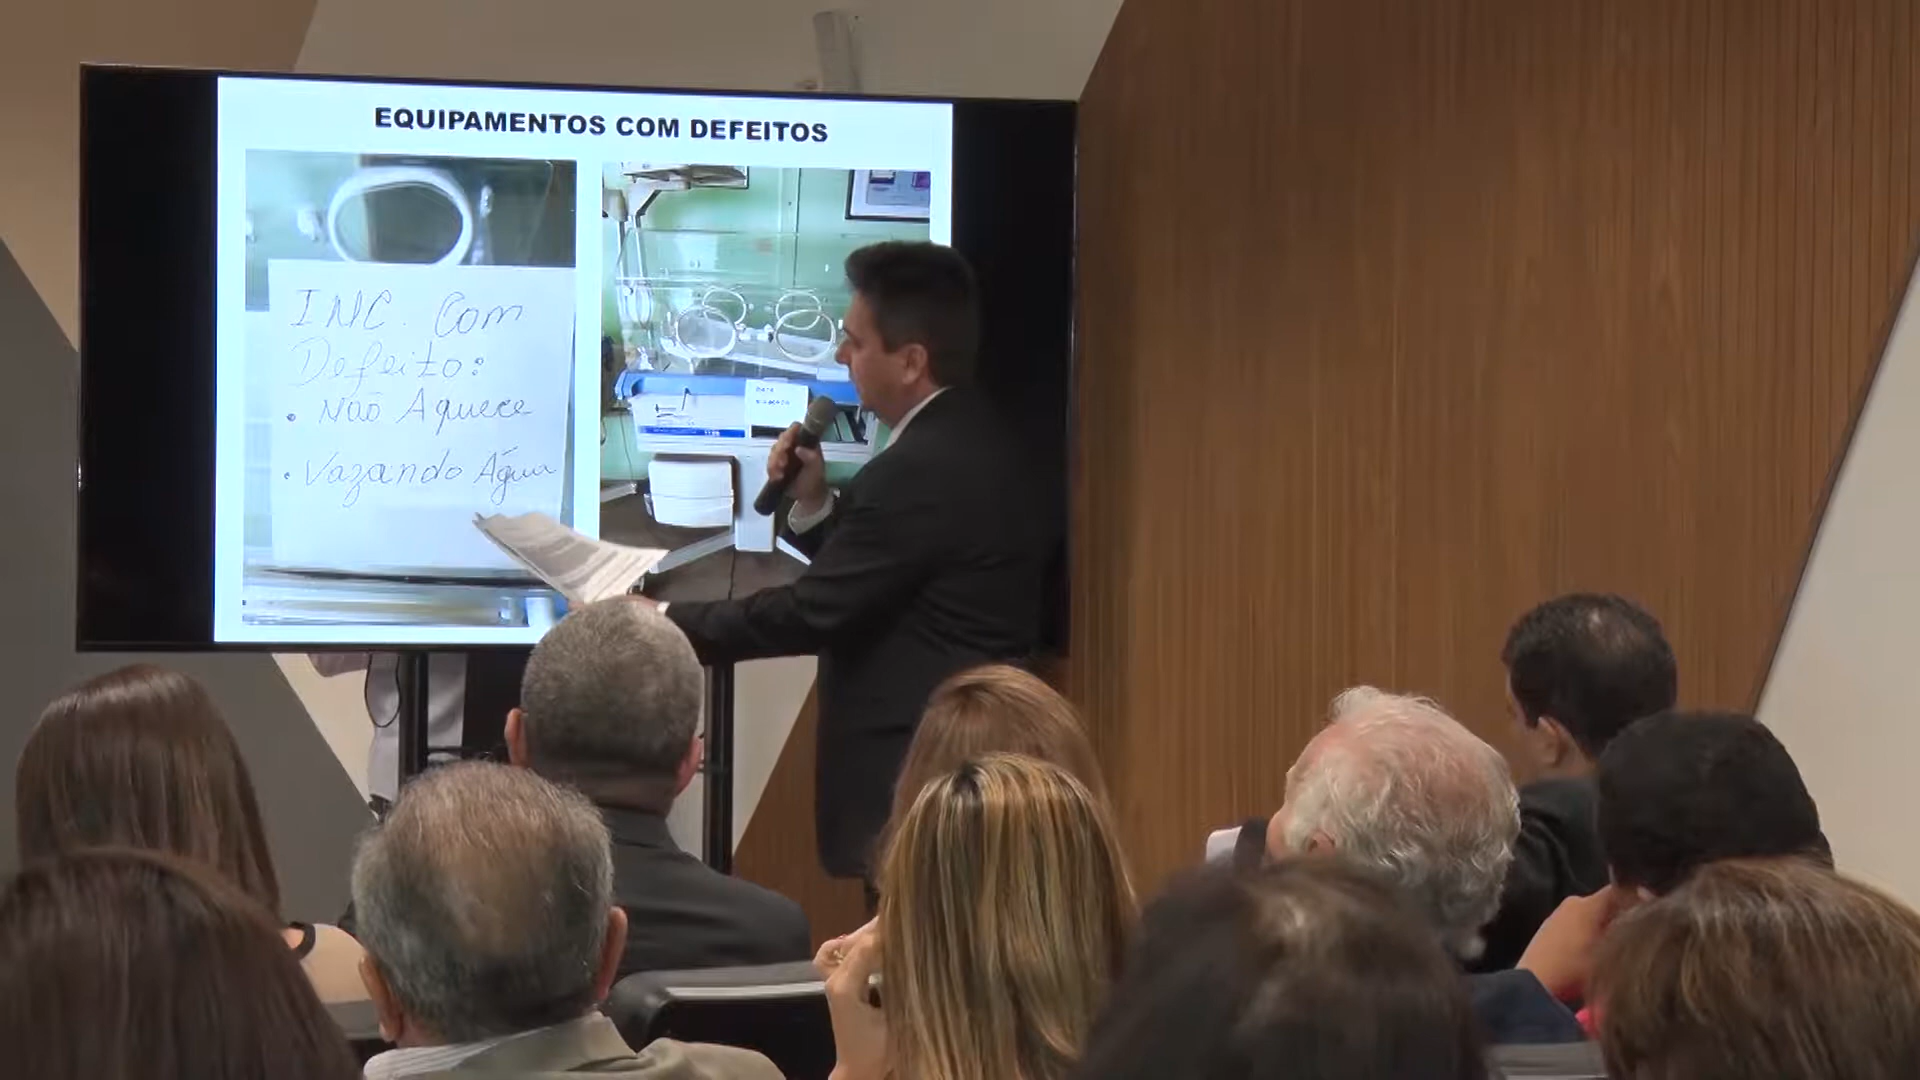 EQUIPAMENTOS COM DEFEITOS
INC. Com
Defeito:
• Não Aquece
• Vazando Água